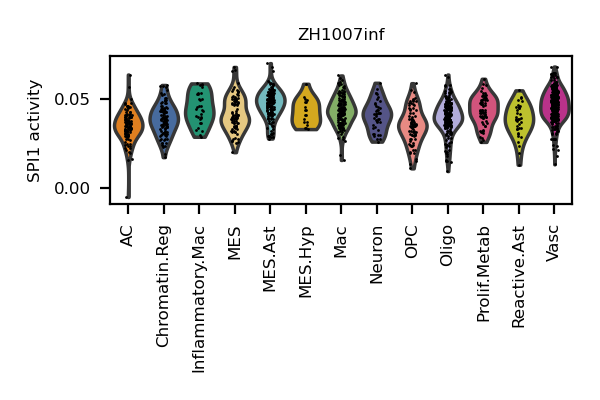 ZH1007inf
SPI1 activity
0.05
0.00
AC
Chromatin.Reg
Inflammatory.Mac
MES
MES.Ast
MES.Hyp
Mac
Neuron
OPC
Oligo
Prolif.Metab
Reactive.Ast
Vasc